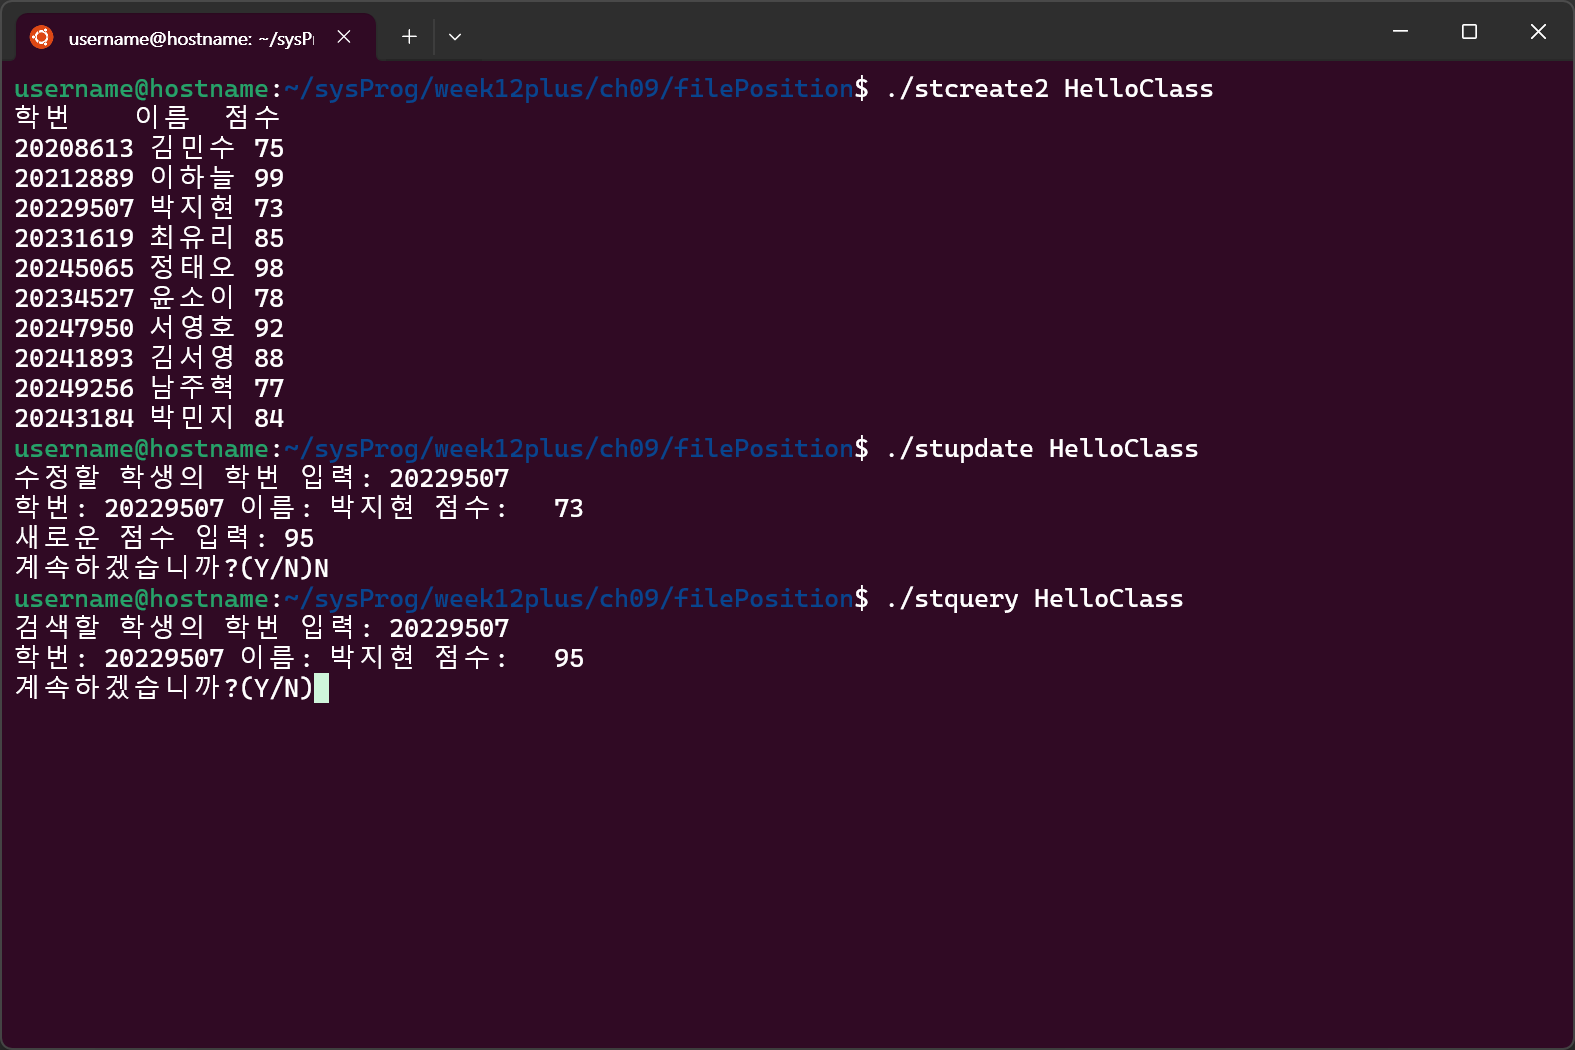 username@hostname: ~/sysPr
username@hostname:~/sysProg/week12plus/ch09/filePosition$ ./stcreate2 HelloClass
학번    이름  점수
20208613 김민수 75
20212889 이하늘 99
20229507 박지현 73
20231619 최유리 85
20245065 정태오 98
20234527 윤소이 78
20247950 서영호 92
20241893 김서영 88
20249256 남주혁 77
20243184 박민지 84
username@hostname:~/sysProg/week12plus/ch09/filePosition$ ./stupdate HelloClass
수정할 학생의 학번 입력: 20229507
학번: 20229507 이름: 박지현 점수:   73
새로운 점수 입력: 95
계속하겠습니까?(Y/N)N
username@hostname:~/sysProg/week12plus/ch09/filePosition$ ./stquery HelloClass
검색할 학생의 학번 입력: 20229507
학번: 20229507 이름: 박지현 점수:   95
계속하겠습니까?(Y/N)